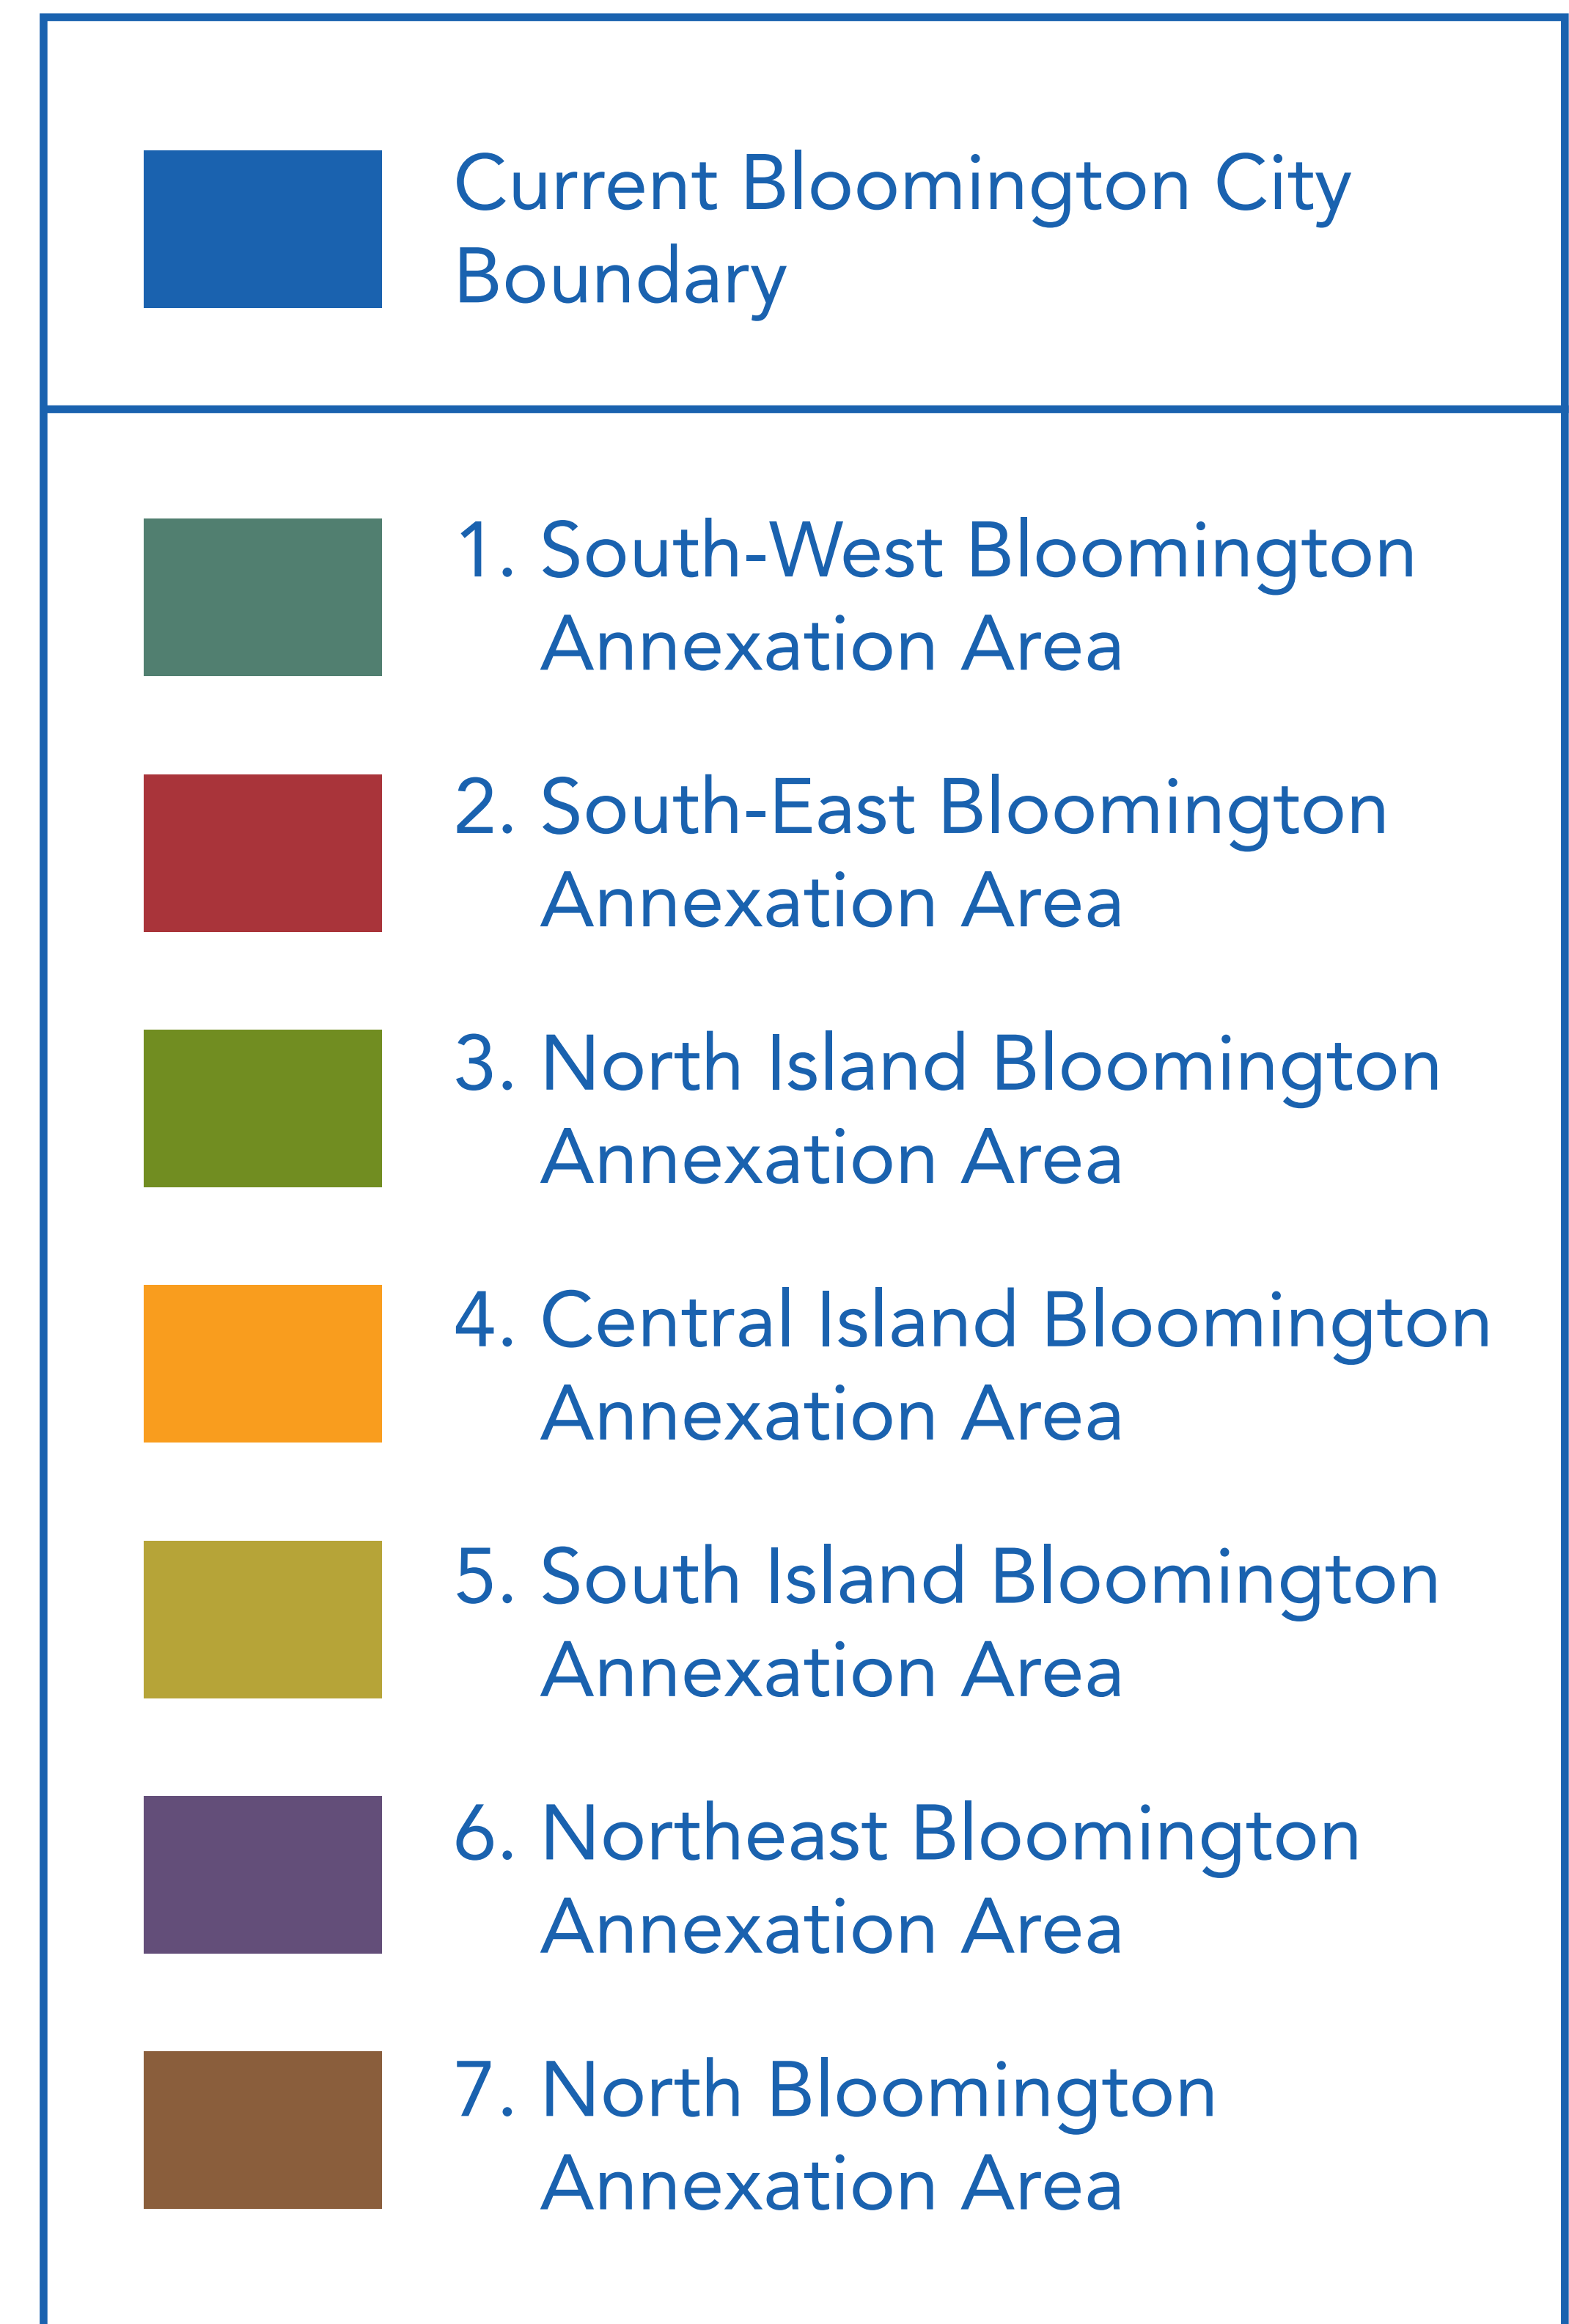 Current Bloomington City
Boundary
1. South-West Bloomington
Annexation Area
2. South-East Bloomington
Annexation Area
3. North Island Bloomington
Annexation Area
4. Central Island Bloomington
Annexation Area
5. South Island Bloomington
Annexation Area
6. Northeast Bloomington
Annexation Area
7. North Bloomington
Annexation Area